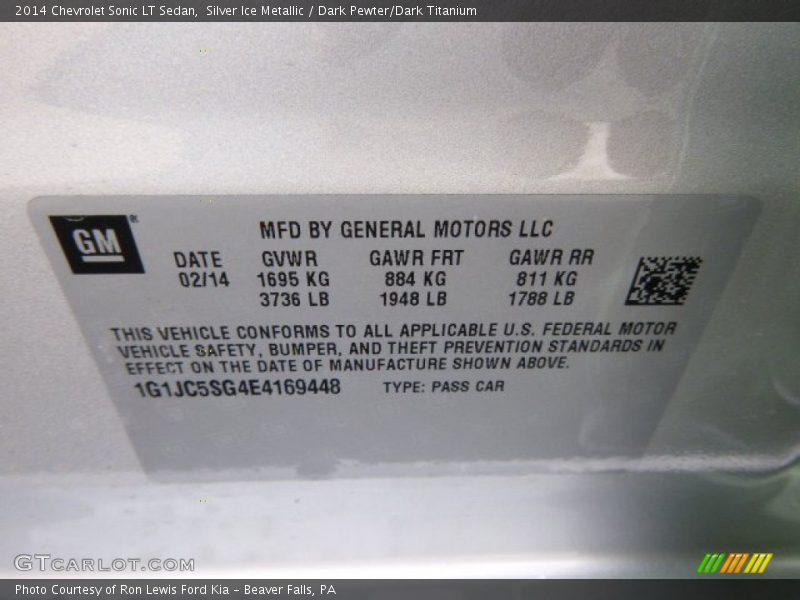 2014 Chevrolet Sonic LT Sedan, Silver Ice Metallic / Dark Pewter/Dark Titanium
GM
MFD BY GENERAL MOTORS LLC
DATE GVWR GAWR FRT GAWR RR
02/14 1695 KG 884 KG 811 KG
3736 LB 1948 LB 1788 LB
THIS VEHICLE CONFORMS TO ALL APPLICABLE U.S. FEDERAL MOTOR
VEHICLE SAFETY, BUMPER, AND THEFT PREVENTION STANDARDS IN
EFFECT ON THE DATE OF MANUFACTURE SHOWN ABOVE.
1G1JC5SG4E4169448 TYPE: PASS CAR
GTCARLOT.COM
Photo Courtesy of Ron Lewis Ford Kia - Beaver Falls, PA